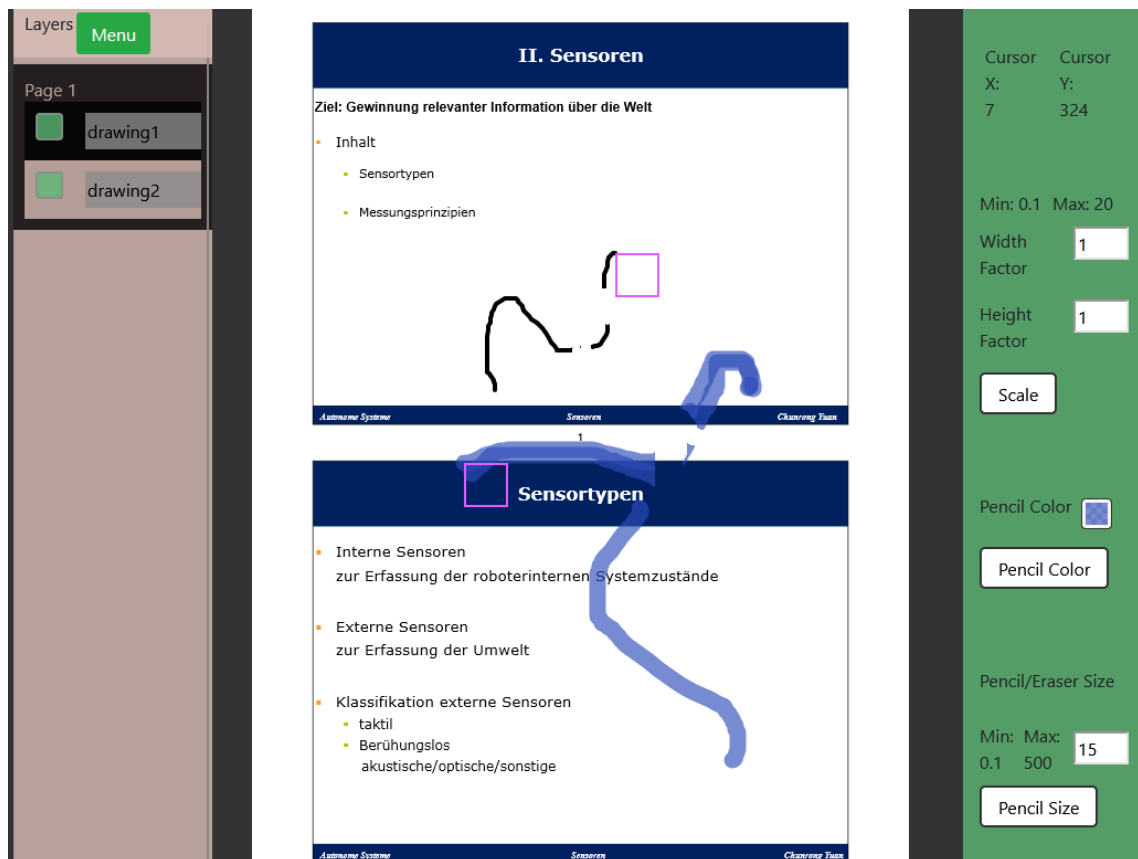 Layers Menu
Page 1
drawing1
drawing2
II. Sensoren
Ziel: Gewinnung relevanter Information über die Welt
Inhalt
Sensortypen
Messungsprinzipien
Autonome Systeme Sensoren Chunrong Yuan
1
Sensortypen
Interne Sensoren
zur Erfassung der roboterinternen Systemzustände
Externe Sensoren
zur Erfassung der Umwelt
Klassifikation externe Sensoren
taktil
Berühungslos
akustische/optische/sonstige
Autonome Systeme Sensoren Chunrong Yuan
Cursor X: 7
Cursor Y: 324
Min: 0.1 Max: 20
Width Factor 1
Height Factor 1
Scale
Pencil Color
Pencil Color
Pencil/Eraser Size
Min: 0.1 Max: 500 15
Pencil Size